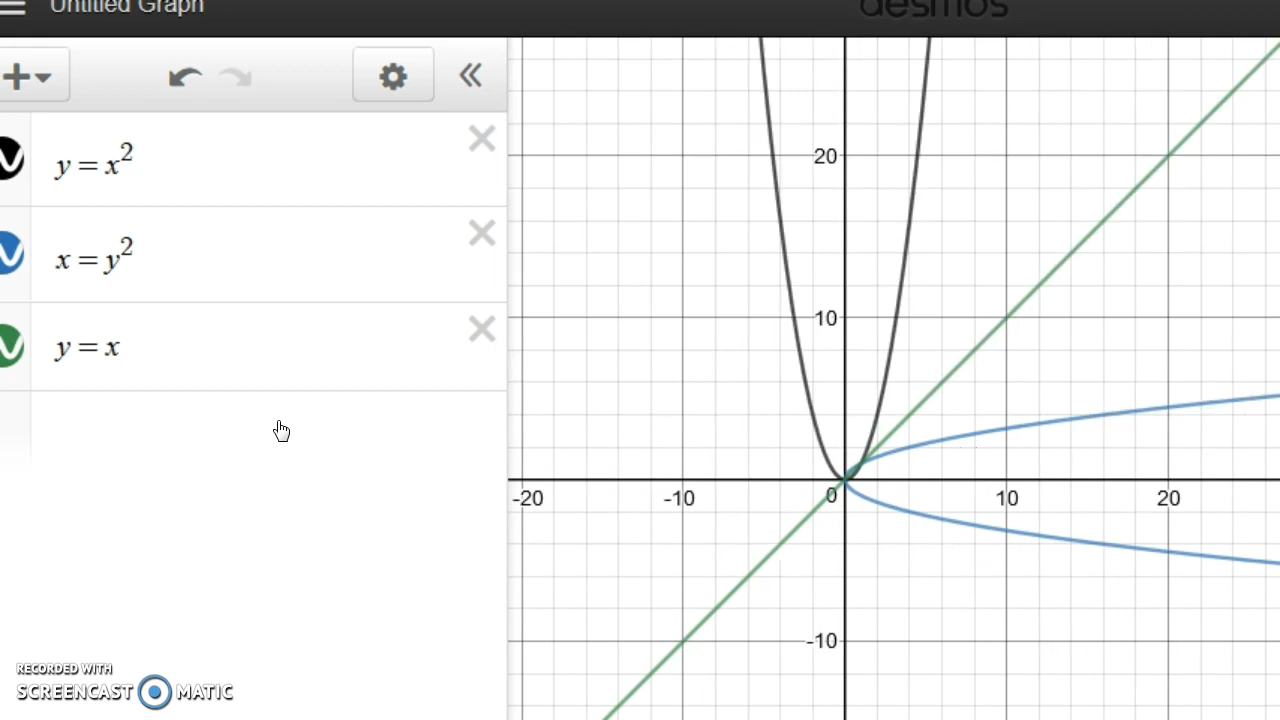 Untitled Graph
desmos
y = x²
x = y²
y = x
20
10
-20 -10 0 10 20
-10
RECORDED WITH
SCREENCAST MATIC